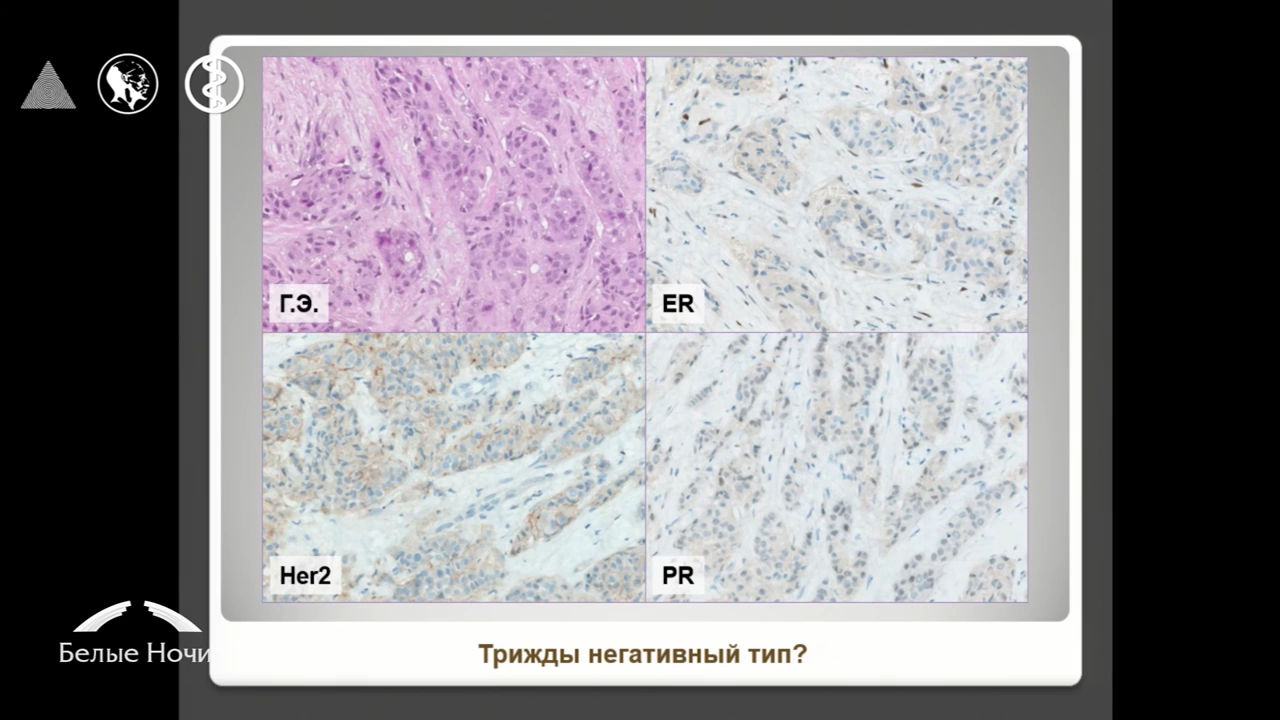 Г.Э.
ER
Her2
PR
Белые Ночи
Трижды негативный тип?